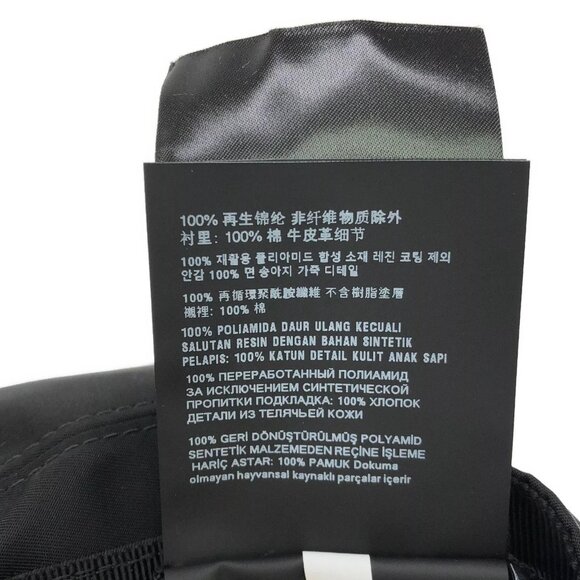 100% 再生锦纶 非纤维物质除外
衬里: 100% 棉 牛皮革细节
100% 재활용 폴리아미드 합성 소재 레진 코팅 제외
안감 100% 면 송아지 가죽 디테일
100% 再循環聚酰胺纖維 不含樹脂塗層
襯裡: 100% 棉
100% POLIAMIDA DAUR ULANG KECUALI
SALUTAN RESIN DENGAN BAHAN SINTETIK
PELAPIS: 100% KATUN DETAIL KULIT ANAK SAPI
100% ПЕРЕРАБОТАННЫЙ ПОЛИАМИД
ЗА ИСКЛЮЧЕНИЕМ СИНТЕТИЧЕСКОЙ
ПРОПИТКИ ПОДКЛАДКА: 100% ХЛОПОК
ДЕТАЛИ ИЗ ТЕЛЯЧЬЕЙ КОЖИ
100% GERİ DÖNÜŞTÜRÜLMÜŞ POLYAMİD
SENTETİK MALZEMEDEN REÇİNE İŞLEME
HARİÇ ASTAR: 100% PAMUK Dokuma
olmayan hayvansal kaynaklı parçalar içerir